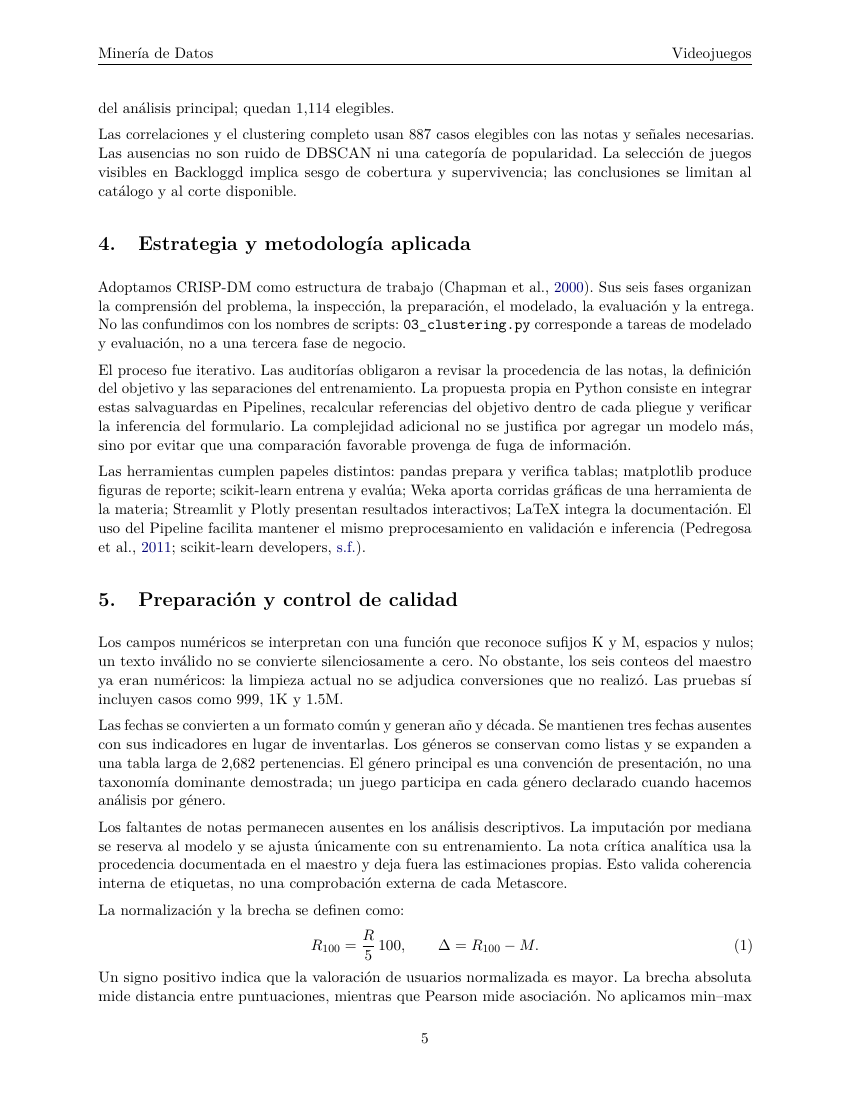 Minería de Datos Videojuegos
del análisis principal; quedan 1,114 elegibles.
Las correlaciones y el clustering completo usan 887 casos elegibles con las notas y señales necesarias.
Las ausencias no son ruido de DBSCAN ni una categoría de popularidad. La selección de juegos
visibles en Backloggd implica sesgo de cobertura y supervivencia; las conclusiones se limitan al
catálogo y al corte disponible.
4. Estrategia y metodología aplicada
Adoptamos CRISP-DM como estructura de trabajo (Chapman et al., 2000). Sus seis fases organizan
la comprensión del problema, la inspección, la preparación, el modelado, la evaluación y la entrega.
No las confundimos con los nombres de scripts: 03_clustering.py corresponde a tareas de modelado
y evaluación, no a una tercera fase de negocio.
El proceso fue iterativo. Las auditorías obligaron a revisar la procedencia de las notas, la definición
del objetivo y las separaciones del entrenamiento. La propuesta propia en Python consiste en integrar
estas salvaguardas en Pipelines, recalcular referencias del objetivo dentro de cada pliegue y verificar
la inferencia del formulario. La complejidad adicional no se justifica por agregar un modelo más,
sino por evitar que una comparación favorable provenga de fuga de información.
Las herramientas cumplen papeles distintos: pandas prepara y verifica tablas; matplotlib produce
figuras de reporte; scikit-learn entrena y evalúa; Weka aporta corridas gráficas de una herramienta de
la materia; Streamlit y Plotly presentan resultados interactivos; LaTeX integra la documentación. El
uso del Pipeline facilita mantener el mismo preprocesamiento en validación e inferencia (Pedregosa
et al., 2011; scikit-learn developers, s.f.).
5. Preparación y control de calidad
Los campos numéricos se interpretan con una función que reconoce sufijos K y M, espacios y nulos;
un texto inválido no se convierte silenciosamente a cero. No obstante, los seis conteos del maestro
ya eran numéricos: la limpieza actual no se adjudica conversiones que no realizó. Las pruebas sí
incluyen casos como 999, 1K y 1.5M.
Las fechas se convierten a un formato común y generan año y década. Se mantienen tres fechas ausentes
con sus indicadores en lugar de inventarlas. Los géneros se conservan como listas y se expanden a
una tabla larga de 2,682 pertenencias. El género principal es una convención de presentación, no una
taxonomía dominante demostrada; un juego participa en cada género declarado cuando hacemos
análisis por género.
Los faltantes de notas permanecen ausentes en los análisis descriptivos. La imputación por mediana
se reserva al modelo y se ajusta únicamente con su entrenamiento. La nota crítica analítica usa la
procedencia documentada en el maestro y deja fuera las estimaciones propias. Esto valida coherencia
interna de etiquetas, no una comprobación externa de cada Metascore.
La normalización y la brecha se definen como:
R₁₀₀ = R/5 100, Δ = R₁₀₀ − M. (1)
Un signo positivo indica que la valoración de usuarios normalizada es mayor. La brecha absoluta
mide distancia entre puntuaciones, mientras que Pearson mide asociación. No aplicamos min–max
5